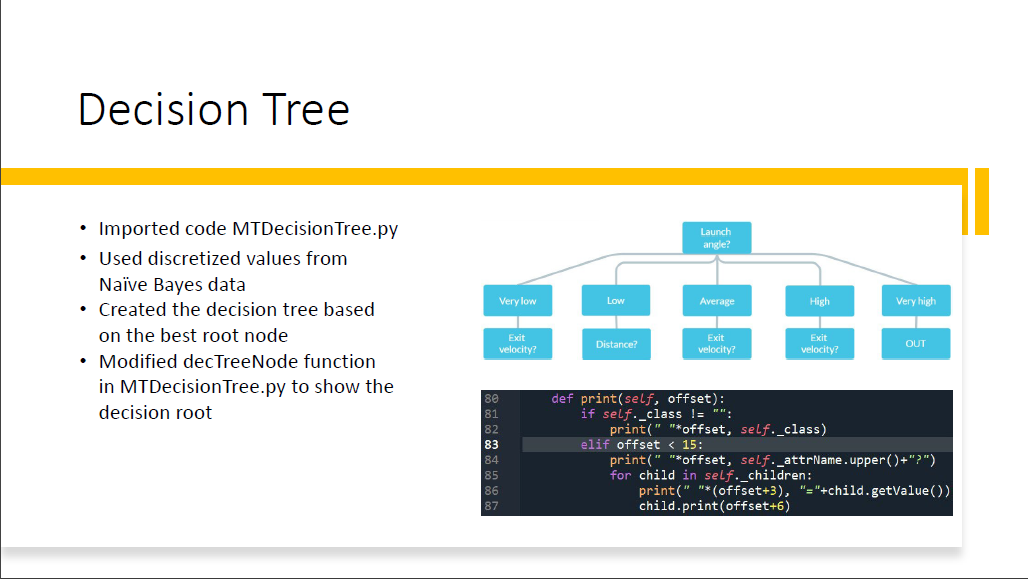 Decision Tree
• Imported code MTDecisionTree.py
• Used discretized values from
Naïve Bayes data
• Created the decision tree based
on the best root node
• Modified decTreeNode function
in MTDecisionTree.py to show the
decision root
Launch
angle?
Very low
Low
Average
High
Very high
Exit
velocity?
Distance?
Exit
velocity?
Exit
velocity?
OUT
80 def print(self, offset):
81 if self._class != "":
82 print(" "*offset, self._class)
83 elif offset < 15:
84 print(" "*offset, self._attrName.upper()+"?")
85 for child in self._children:
86 print(" "*(offset+3), "="+child.getValue())
87 child.print(offset+6)